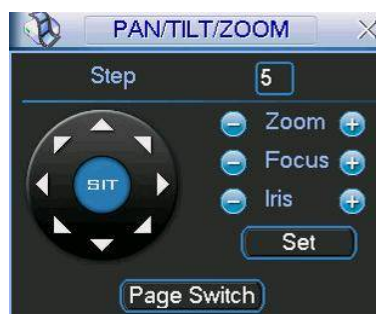 PAN/TILT/ZOOM
Step 5
Zoom
SIT
Focus
Iris
Set
Page Switch